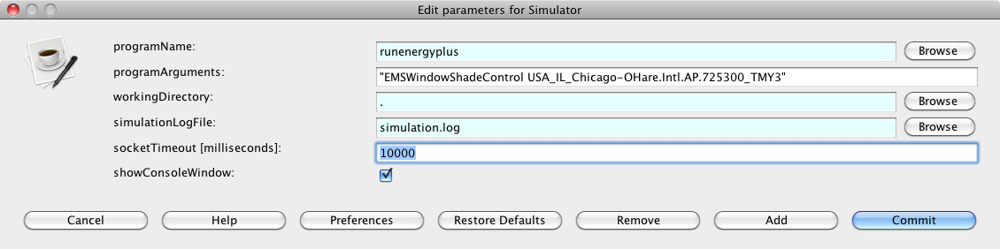 Edit parameters for Simulator
programName: runenergyplus Browse
programArguments: "EMSWindowShadeControl USA_IL_Chicago-OHare.Intl.AP.725300_TMY3"
workingDirectory: . Browse
simulationLogFile: simulation.log Browse
socketTimeout [milliseconds]: 10000
showConsoleWindow:
Cancel Help Preferences Restore Defaults Remove Add Commit